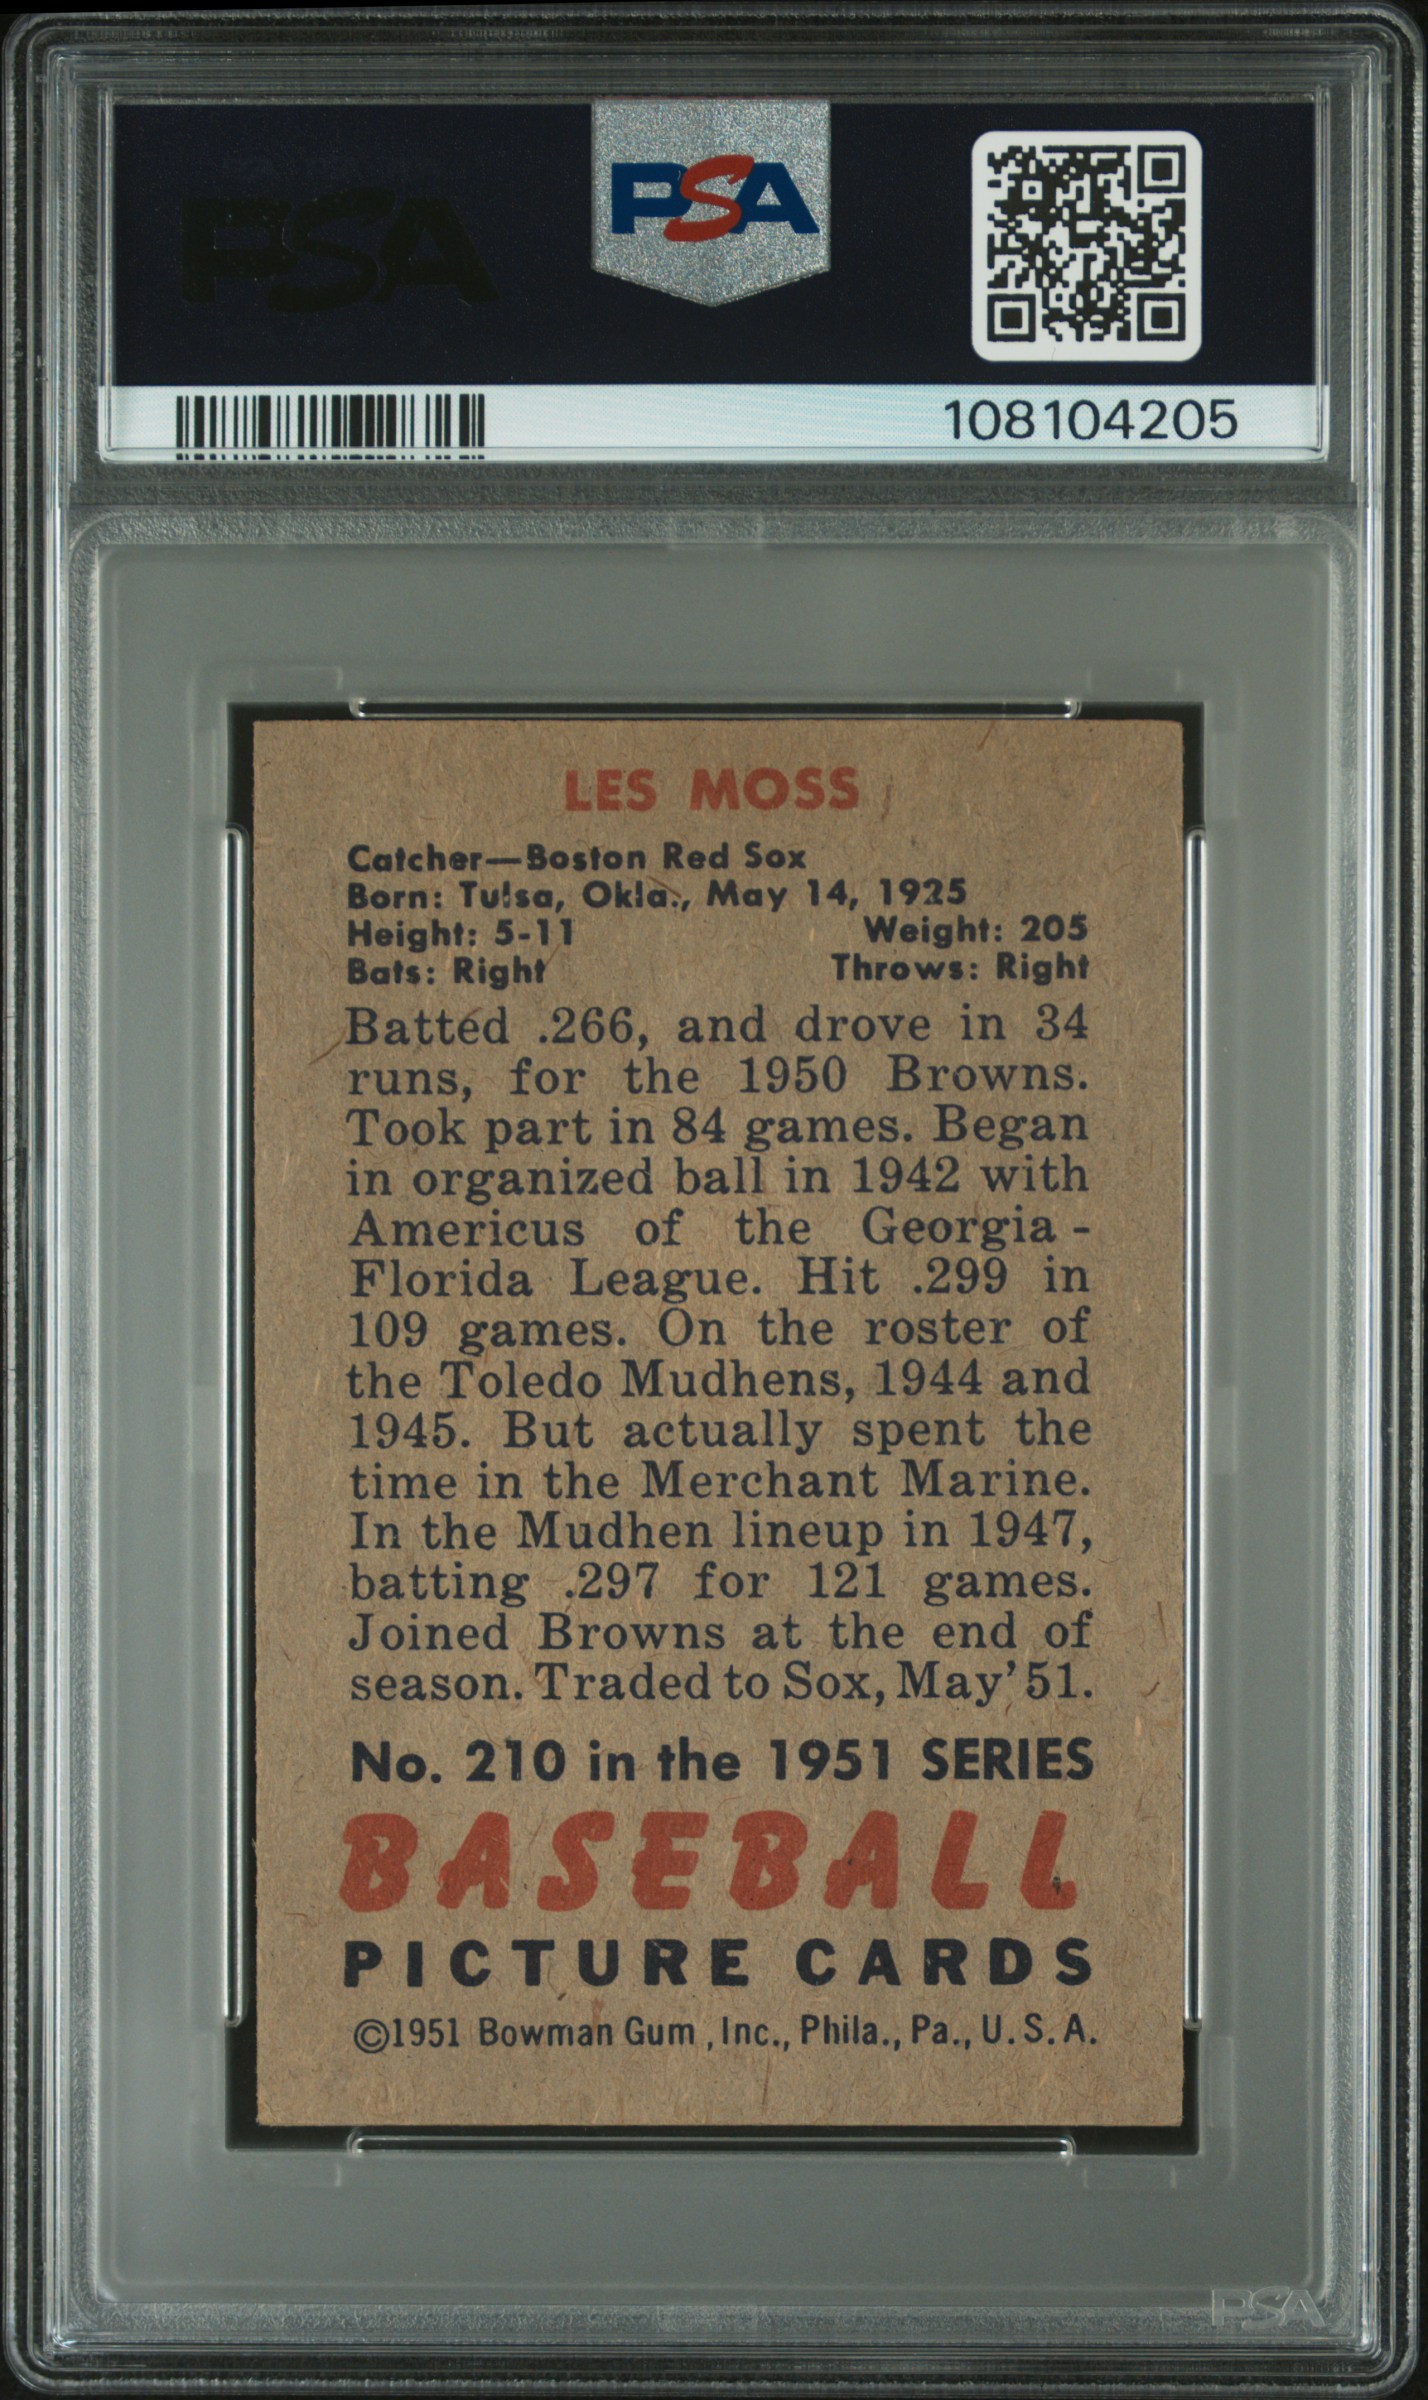 PSA
PSA
108104205
LES MOSS
Catcher—Boston Red Sox
Born: Tulsa, Okla., May 14, 1925
Height: 5-11 Weight: 205
Bats: Right Throws: Right
Batted .266, and drove in 34
runs, for the 1950 Browns.
Took part in 84 games. Began
in organized ball in 1942 with
Americus of the Georgia-
Florida League. Hit .299 in
109 games. On the roster of
the Toledo Mudhens, 1944 and
1945. But actually spent the
time in the Merchant Marine.
In the Mudhen lineup in 1947,
batting .297 for 121 games.
Joined Browns at the end of
season. Traded to Sox, May '51.
No. 210 in the 1951 SERIES
BASEBALL
PICTURE CARDS
©1951 Bowman Gum, Inc., Phila., Pa., U.S.A.
PSA